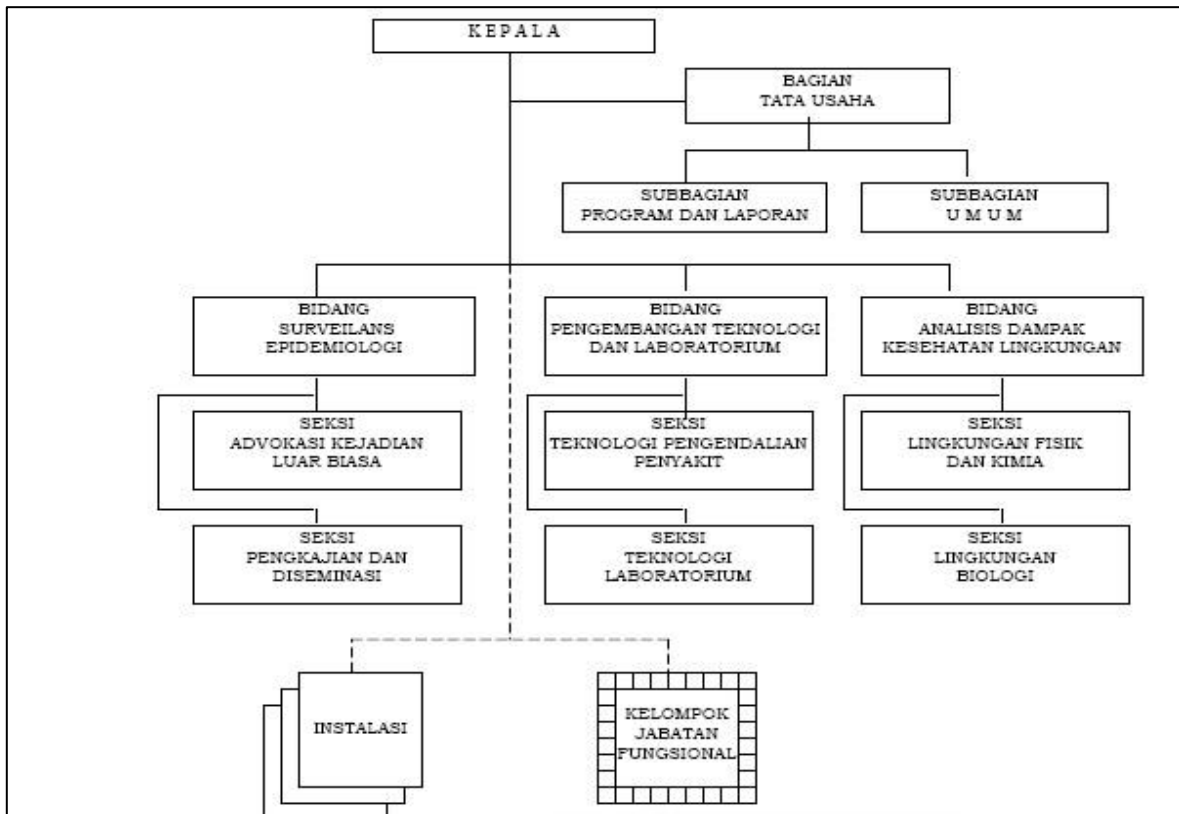 K E P A L A
BAGIAN
TATA USAHA
SUBBAGIAN
PROGRAM DAN LAPORAN
SUBBAGIAN
U M U M
BIDANG
SURVEILANS
EPIDEMIOLOGI
BIDANG
PENGEMBANGAN TEKNOLOGI
DAN LABORATORIUM
BIDANG
ANALISIS DAMPAK
KESEHATAN LINGKUNGAN
SEKSI
ADVOKASI KEJADIAN
LUAR BIASA
SEKSI
TEKNOLOGI PENGENDALIAN
PENYAKIT
SEKSI
LINGKUNGAN FISIK
DAN KIMIA
SEKSI
PENGKAJIAN DAN
DISEMINASI
SEKSI
TEKNOLOGI
LABORATORIUM
SEKSI
LINGKUNGAN
BIOLOGI
INSTALASI
KELOMPOK
JABATAN
FUNGSIONAL